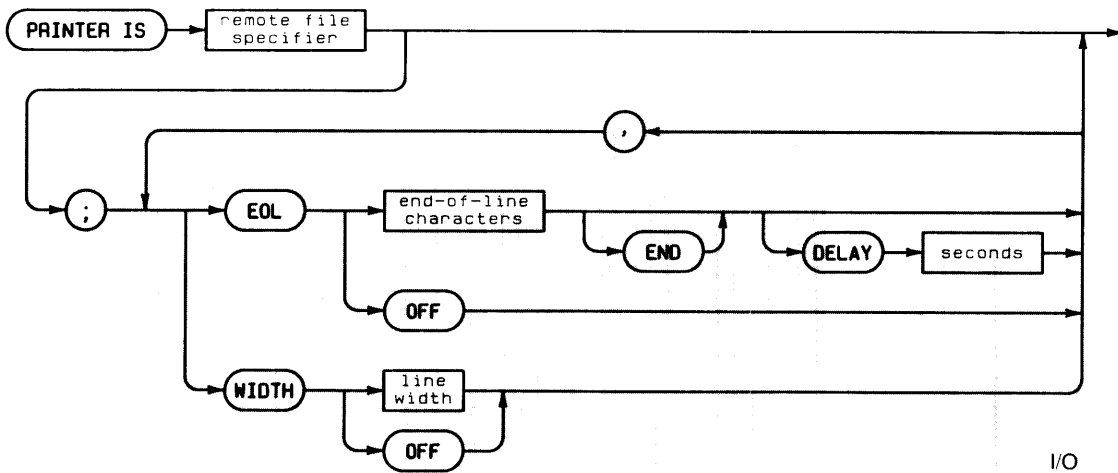 PRINTER IS
remote file
specifier
,
;
EOL
end-of-line
characters
END
DELAY
seconds
OFF
WIDTH
line
width
OFF
I/O